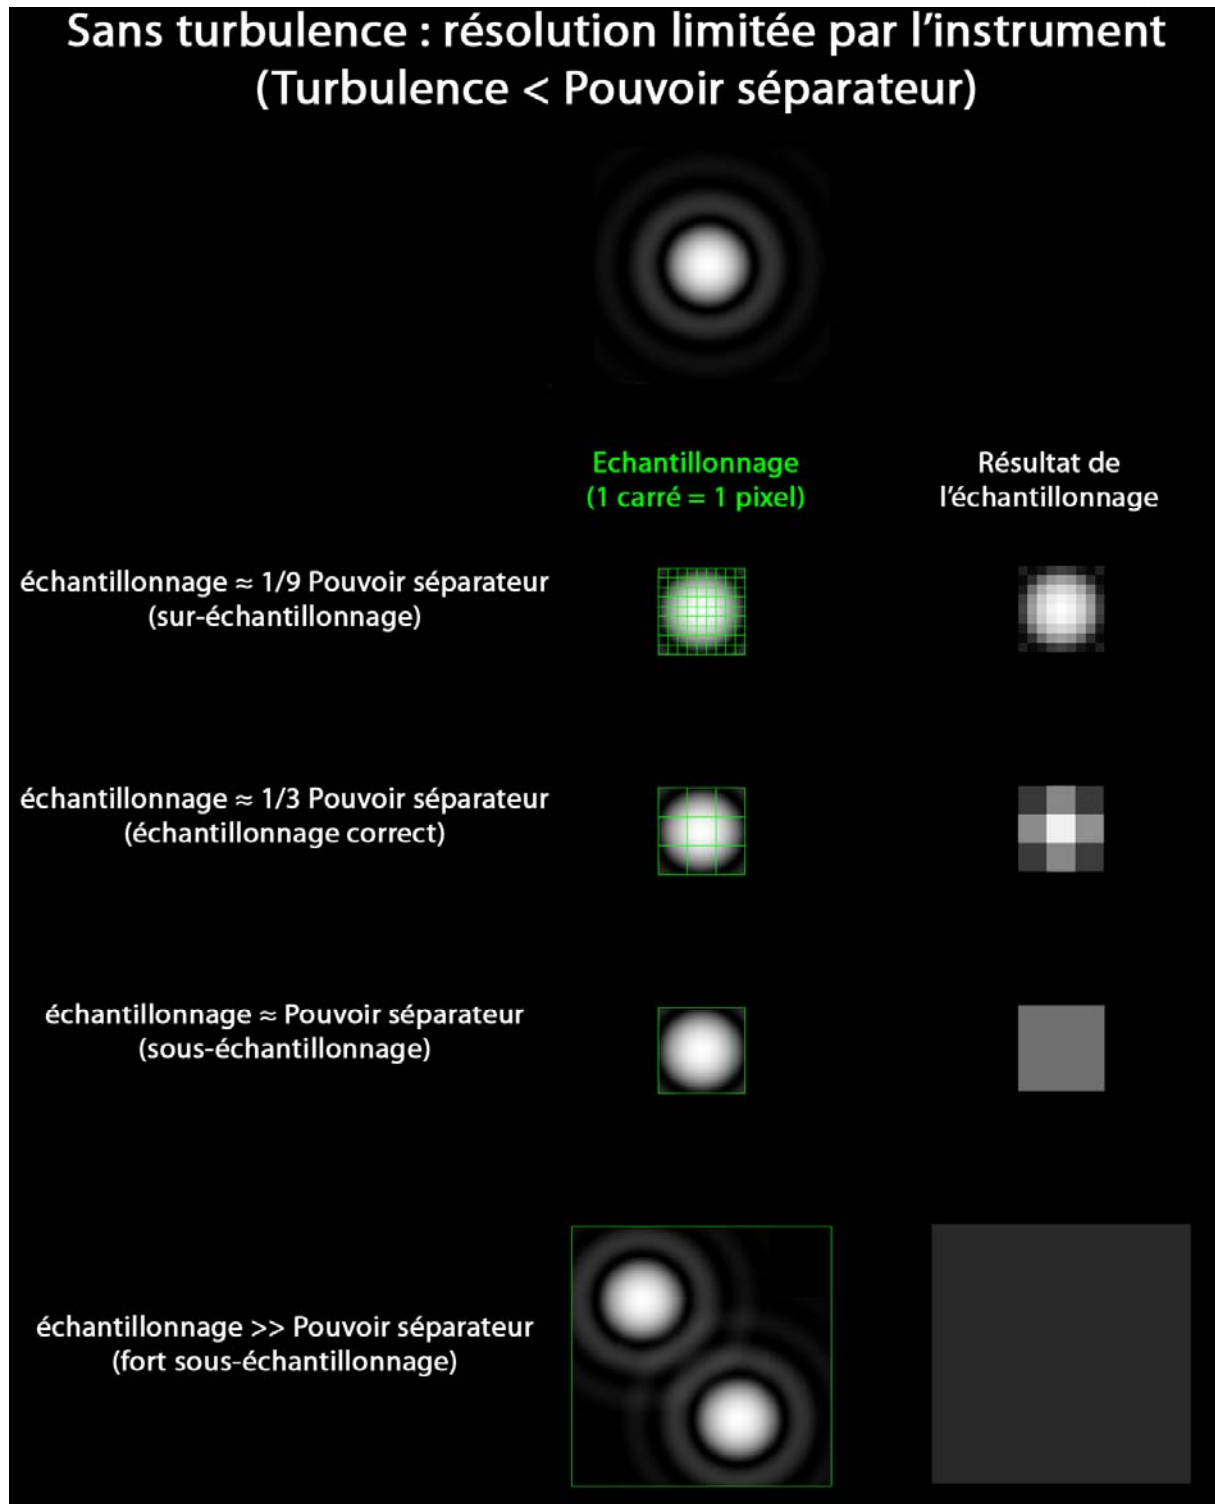 Sans turbulence : résolution limitée par l’instrument
(Turbulence < Pouvoir séparateur)
Echantillonnage
(1 carré = 1 pixel)
Résultat de
l’échantillonnage
échantillonnage ≈ 1/9 Pouvoir séparateur
(sur-échantillonnage)
échantillonnage ≈ 1/3 Pouvoir séparateur
(échantillonnage correct)
échantillonnage ≈ Pouvoir séparateur
(sous-échantillonnage)
échantillonnage >> Pouvoir séparateur
(fort sous-échantillonnage)